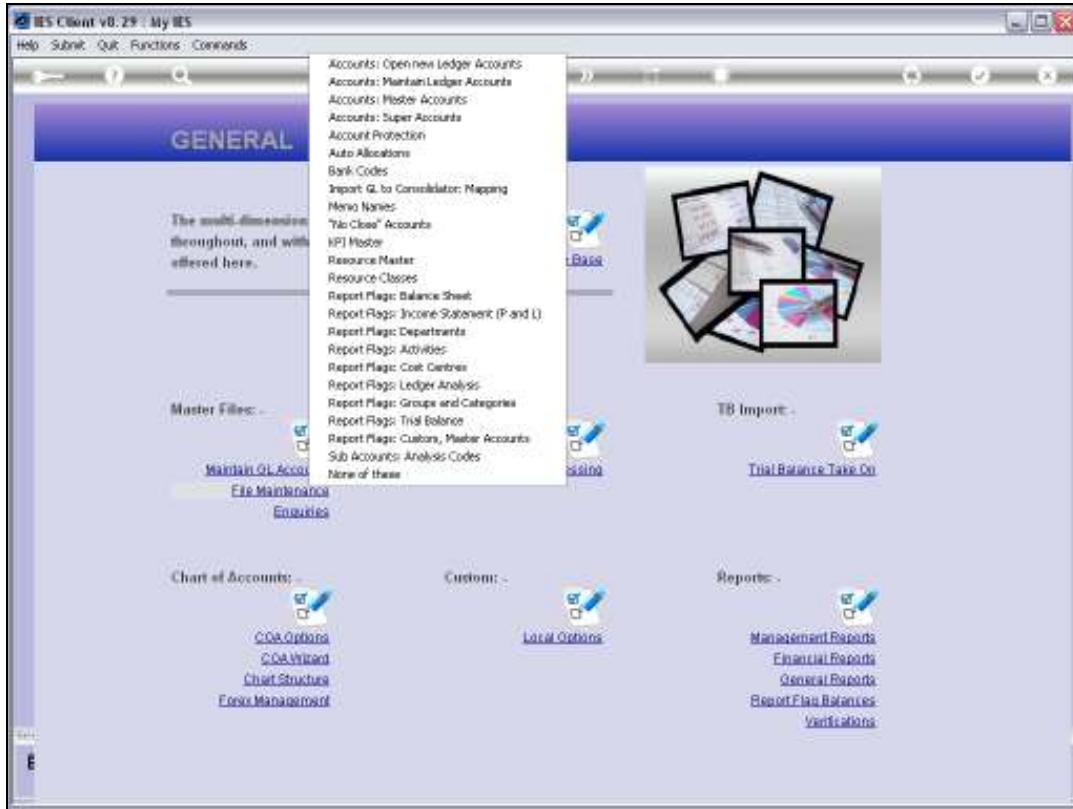 IES Client v8.29 : My IES
Help Submit Quit Functions Commands
GENERAL
Accounts: Open new Ledger Accounts
Accounts: Maintain Ledger Accounts
Accounts: Master Accounts
Accounts: Super Accounts
Account Protection
Auto Allocations
Bank Codes
Import GL to Consolidator: Mapping
Memo Names
"No Close" Accounts
KPI Master
Resource Master
Resource Classes
Report Flags: Balance Sheet
Report Flags: Income Statement (P and L)
Report Flags: Departments
Report Flags: Activities
Report Flags: Cost Centres
Report Flags: Ledger Analysis
Report Flags: Groups and Categories
Report Flags: Trial Balance
Report Flags: Custom, Master Accounts
Sub Accounts: Analysis Codes
None of these
The multi-dimension
throughout, and with
offered here.
Base
Master Files: -
Maintain GL Accou
File Maintenance
Enquiries
ssing
TB Import: -
Trial Balance Take On
Chart of Accounts: -
COA Options
COA Wizard
Chart Structure
Forex Management
Custom: -
Local Options
Reports: -
Management Reports
Financial Reports
General Reports
Report Flag Balances
Verifications